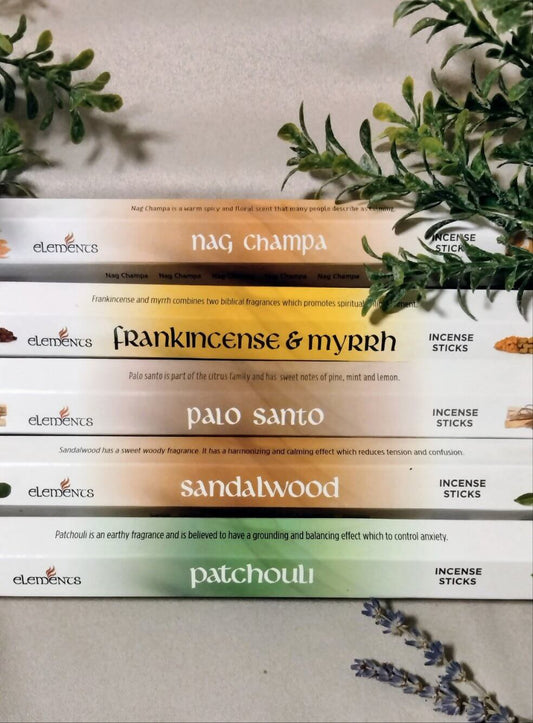 Nag Champa is a warm spicy and floral scent that many people describe as calming.
elements
nag champa
INCENSE
STICKS
Nag Champa Nag Champa Nag Champa Nag Champa Nag Champa
Frankincense and myrrh combines two biblical fragrances which promotes spiritual enlightenment.
elements
frankincense & myrrh
INCENSE
STICKS
Palo santo is part of the citrus family and has sweet notes of pine, mint and lemon.
elements
palo santo
INCENSE
STICKS
Sandalwood has a sweet woody fragrance. It has a harmonizing and calming effect which reduces tension and confusion.
elements
sandalwood
INCENSE
STICKS
Patchouli is an earthy fragrance and is believed to have a grounding and balancing effect which to control anxiety.
elements
patchouli
INCENSE
STICKS